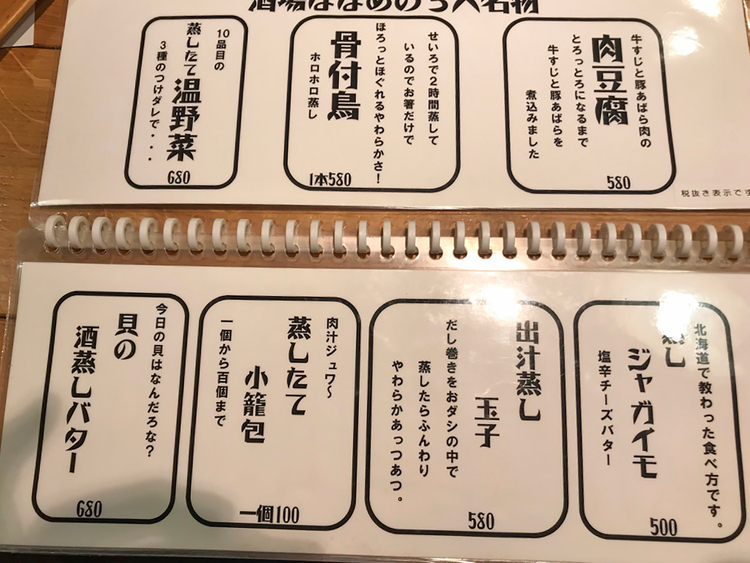 酒場ななめの3大名物
牛すじと豚あばら肉の
肉豆腐
とろっとろになるまで
牛すじと豚あばらを
煮込みました
580
せいろで2時間蒸して
いるのでお箸だけで
ほろっとほぐれるやわらかさ!
骨付鳥
ホロホロ蒸し
1本580
10品目の
蒸したて温野菜
3種のつけダレで・・・
680
税抜き表示です
北海道で教わった食べ方です。
蒸し
ジャガイモ
塩辛チーズバター
500
出汁蒸し
玉子
だし巻きをおダシの中で
蒸したらふんわり
やわらかあっつあつ。
580
肉汁ジュワ〜
蒸したて
小籠包
一個から百個まで
一個100
今日の貝はなんだろな?
貝の
酒蒸しバター
680